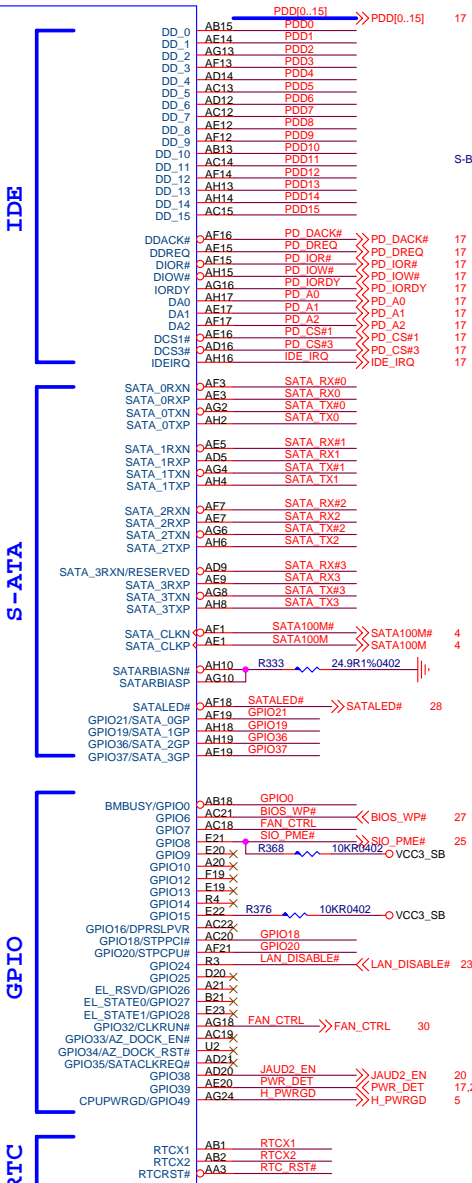 PDD[0..15] PDD[0..15] 17
IDE
DD_0 AB15 PDD0
DD_1 AE14 PDD1
DD_2 AG13 PDD2
DD_3 AF13 PDD3
DD_4 AD14 PDD4
DD_5 AC13 PDD5
DD_6 AD12 PDD6
DD_7 AC12 PDD7
DD_8 AE12 PDD8
DD_9 AF12 PDD9
DD_10 AB13 PDD10
DD_11 AC14 PDD11
S-B
DD_12 AF14 PDD12
DD_13 AH13 PDD13
DD_14 AH14 PDD14
DD_15 AC15 PDD15
DDACK# AF16 PD_DACK# PD_DACK# 17
DDREQ AE15 PD_DREQ PD_DREQ 17
DIOR# AF15 PD_IOR# PD_IOR# 17
DIOW# AH15 PD_IOW# PD_IOW# 17
IORDY AG16 PD_IORDY PD_IORDY 17
DA0 AH17 PD_A0 PD_A0 17
DA1 AE17 PD_A1 PD_A1 17
DA2 AF17 PD_A2 PD_A2 17
DCS1# AE16 PD_CS#1 PD_CS#1 17
DCS3# AD16 PD_CS#3 PD_CS#3 17
IDEIRQ AH16 IDE_IRQ IDE_IRQ 17
S-ATA
SATA_0RXN AF3 SATA_RX#0
SATA_0RXP AE3 SATA_RX0
SATA_0TXN AG2 SATA_TX#0
SATA_0TXP AH2 SATA_TX0
SATA_1RXN AE5 SATA_RX#1
SATA_1RXP AD5 SATA_RX1
SATA_1TXN AG4 SATA_TX#1
SATA_1TXP AH4 SATA_TX1
SATA_2RXN AF7 SATA_RX#2
SATA_2RXP AE7 SATA_RX2
SATA_2TXN AG6 SATA_TX#2
SATA_2TXP AH6 SATA_TX2
SATA_3RXN/RESERVED AD9 SATA_RX#3
SATA_3RXP AE9 SATA_RX3
SATA_3TXN AG8 SATA_TX#3
SATA_3TXP AH8 SATA_TX3
SATA_CLKN AF1 SATA100M# SATA100M# 4
SATA_CLKP AE1 SATA100M SATA100M 4
SATARBIASN# AH10 R333 24.9R1%0402
SATARBIASP AG10
SATALED# AF18 SATALED# SATALED# 28
GPIO21/SATA_0GP AF19 GPIO21
GPIO19/SATA_1GP AH18 GPIO19
GPIO36/SATA_2GP AH19 GPIO36
GPIO37/SATA_3GP AE19 GPIO37
GPIO
BMBUSY/GPIO0 AB18 GPIO0
GPIO6 AC21 BIOS_WP# BIOS_WP# 27
GPIO7 AC18 FAN_CTRL
GPIO8 E21 SIO_PME# SIO_PME# 25
GPIO9 E20 R368 10KR0402 VCC3_SB
GPIO10 A20
GPIO12 F19
GPIO13 E19
GPIO14 R4
GPIO15 E22 R376 10KR0402 VCC3_SB
GPIO16/DPRSLPVR AC22
GPIO18/STPPCI# AC20 GPIO18
GPIO20/STPCPU# AF21 GPIO20
GPIO24 R3 LAN_DISABLE# LAN_DISABLE# 23
GPIO25 D20
EL_RSVD/GPIO26 A21
EL_STATE0/GPIO27 B21
EL_STATE1/GPIO28 E23
GPIO32/CLKRUN# AG18 FAN_CTRL FAN_CTRL 30
GPIO33/AZ_DOCK_EN# AC19
GPIO34/AZ_DOCK_RST# U2
GPIO35/SATACLKREQ# AD21
GPIO38 AD20 JAUD2_EN JAUD2_EN 20
GPIO39 AE20 PWR_DET PWR_DET 17,2
CPUPWRGD/GPIO49 AG24 H_PWRGD H_PWRGD 5
RTC
RTCX1 AB1 RTCX1
RTCX2 AB2 RTCX2
RTCRST# AA3 RTC_RST#